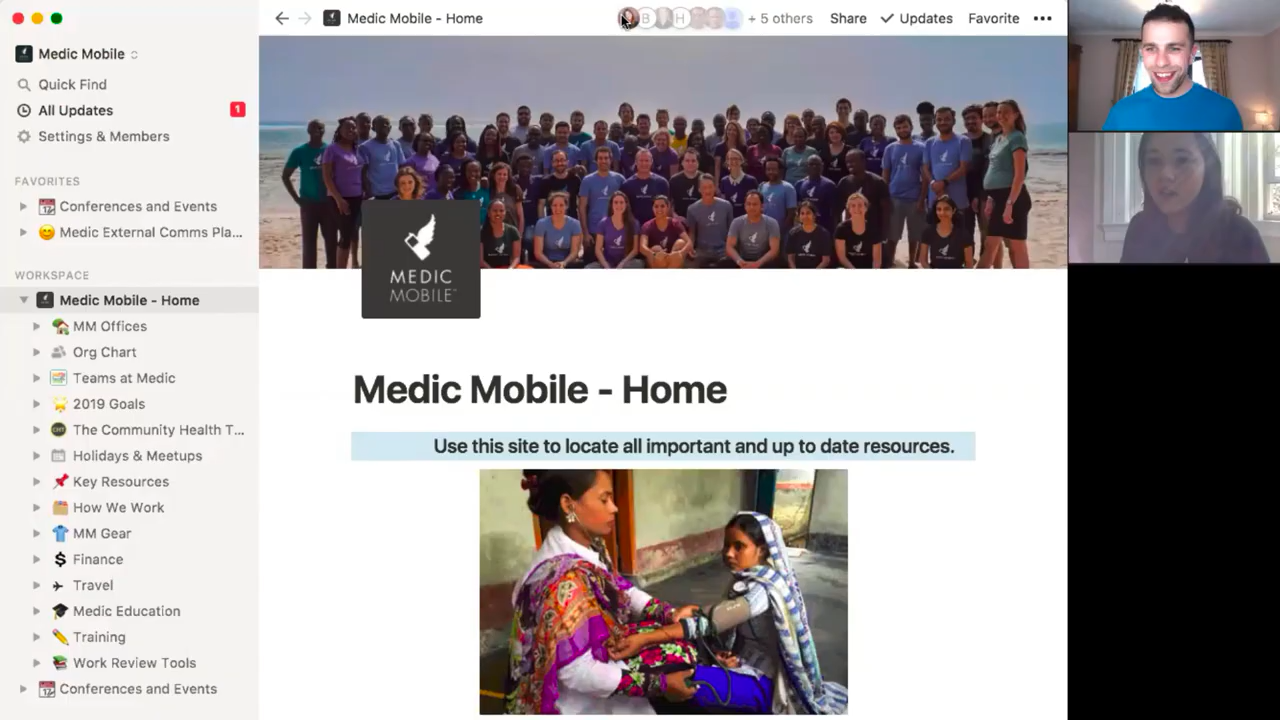 Medic Mobile - Home
B
H
+ 5 others
Share
Updates
Favorite
•••
Medic Mobile
Quick Find
All Updates
1
Settings & Members
FAVORITES
Conferences and Events
Medic External Comms Pla...
WORKSPACE
Medic Mobile - Home
MM Offices
Org Chart
Teams at Medic
2019 Goals
The Community Health T...
Holidays & Meetups
Key Resources
How We Work
MM Gear
Finance
Travel
Medic Education
Training
Work Review Tools
Conferences and Events
MEDIC
MOBILE™
Medic Mobile - Home
Use this site to locate all important and up to date resources.